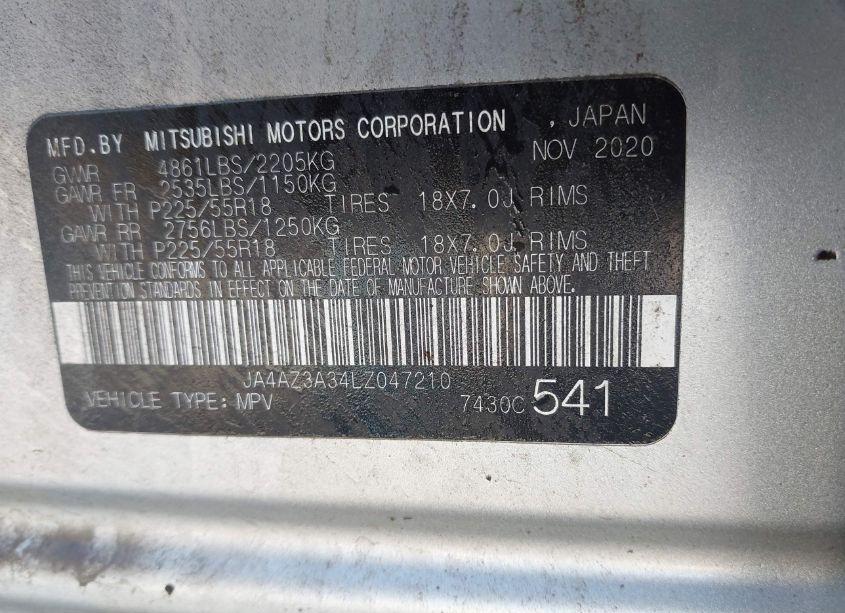 MFD.BY MITSUBISHI MOTORS CORPORATION , JAPAN
GVWR 4861LBS/2205KG NOV 2020
GAWR FR 2535LBS/1150KG
WITH P225/55R18 TIRES 18X7.0J RIMS
GAWR RR 2756LBS/1250KG
WITH P225/55R18 TIRES 18X7.0J RIMS
THIS VEHICLE CONFORMS TO ALL APPLICABLE FEDERAL MOTOR VEHICLE SAFETY AND THEFT
PREVENTION STANDARDS IN EFFECT ON THE DATE OF MANUFACTURE SHOWN ABOVE.
JA4AZ3A34LZ047210
VEHICLE TYPE: MPV 7430C 541